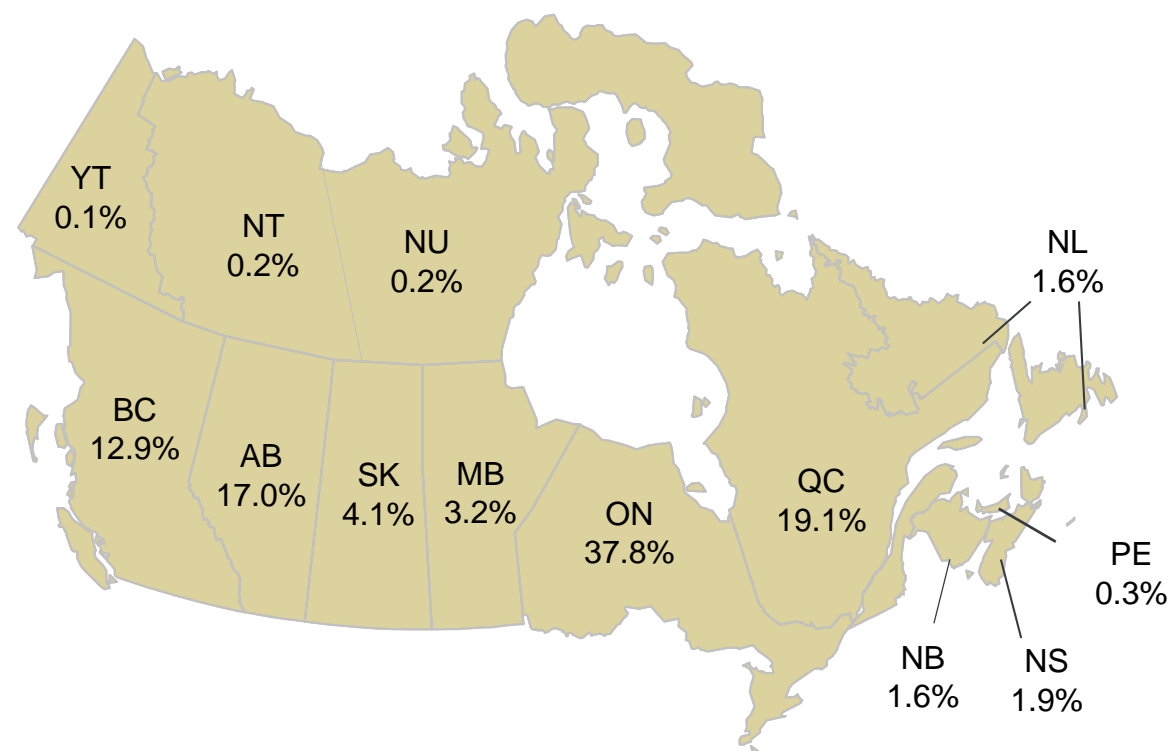 YT
0.1%
NT
0.2%
NU
0.2%
NL
1.6%
BC
12.9%
AB
17.0%
SK
4.1%
MB
3.2%
ON
37.8%
QC
19.1%
PE
0.3%
NB
1.6%
NS
1.9%